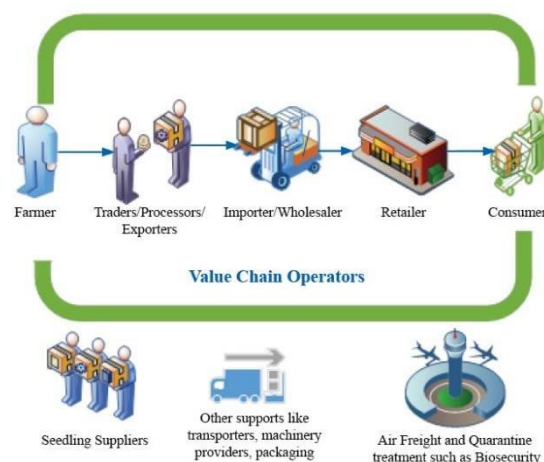 Farmer
Traders/Processors/
Exporters
Importer/Wholesaler
Retailer
Consumer
Value Chain Operators
Seedling Suppliers
Other supports like
transporters, machinery
providers, packaging
Air Freight and Quarantine
treatment such as Biosecurity